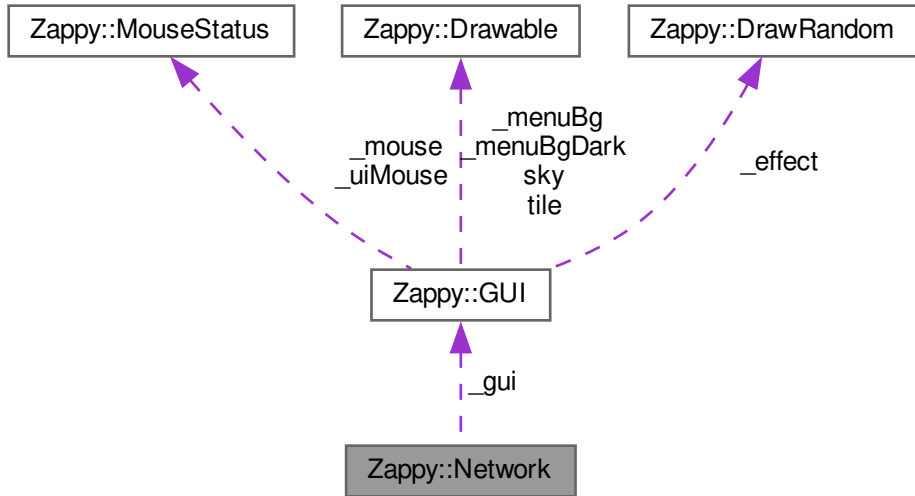 Zappy::MouseStatus
Zappy::Drawable
Zappy::DrawRandom
_mouse
_uiMouse
_menuBg
_menuBgDark
sky
tile
_effect
Zappy::GUI
_gui
Zappy::Network